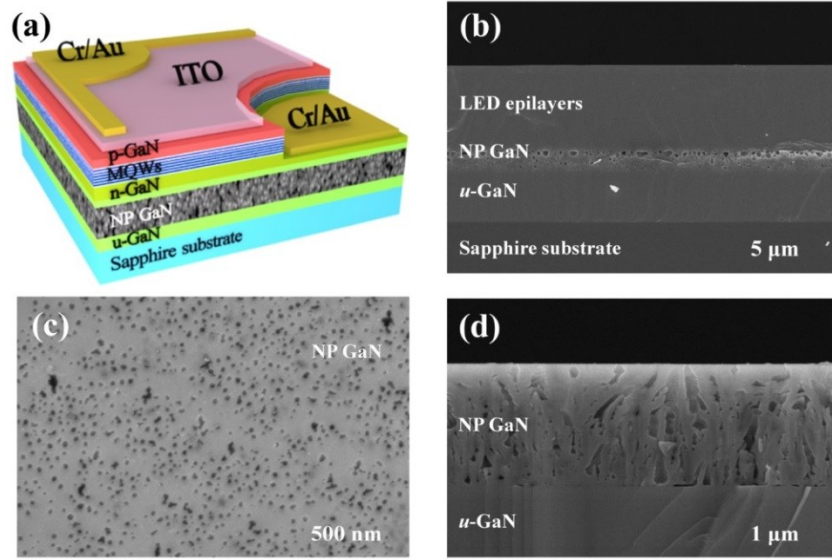 (a)
Cr/Au
ITO
Cr/Au
p-GaN
MQWs
n-GaN
NP GaN
u-GaN
Sapphire substrate
(b)
LED epilayers
NP GaN
u-GaN
Sapphire substrate
5 μm
(c)
NP GaN
500 nm
(d)
NP GaN
u-GaN
1 μm